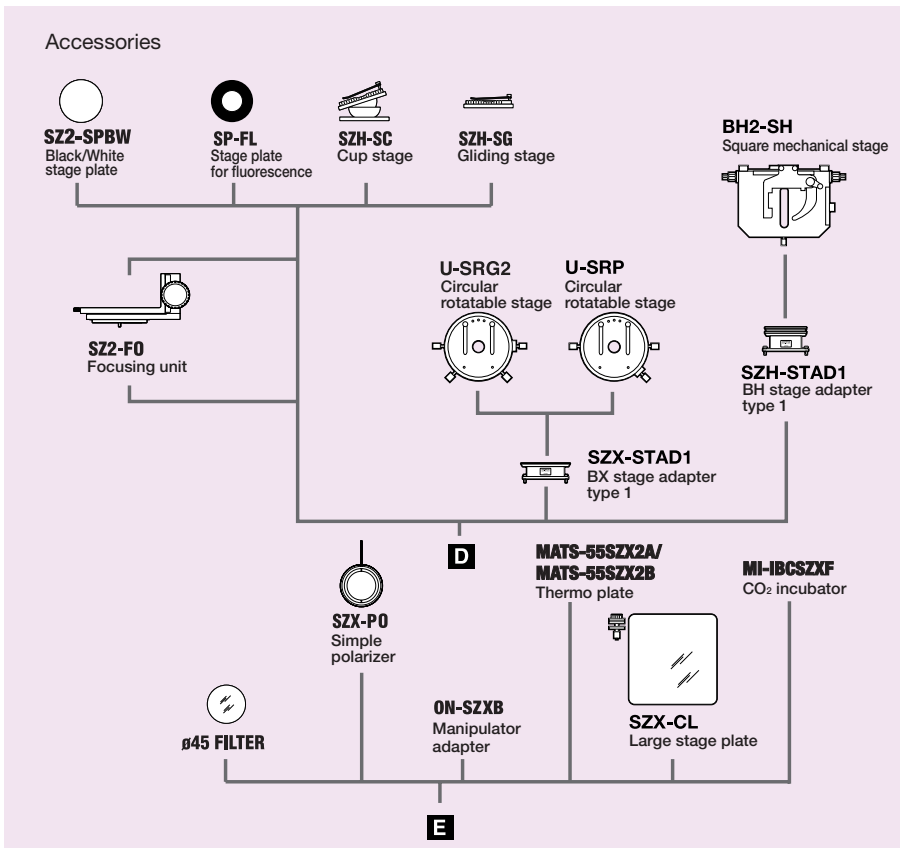 Accessories
SZ2-SPBW
Black/White
stage plate
SP-FL
Stage plate
for fluorescence
SZH-SC
Cup stage
SZH-SG
Gliding stage
BH2-SH
Square mechanical stage
SZ2-FO
Focusing unit
U-SRG2
Circular
rotatable stage
U-SRP
Circular
rotatable stage
SZH-STAD1
BH stage adapter
type 1
SZX-STAD1
BX stage adapter
type 1
D
SZX-PO
Simple
polarizer
MATS-55SZX2A/
MATS-55SZX2B
Thermo plate
MI-IBCSZXF
CO₂ incubator
ø45 FILTER
ON-SZXB
Manipulator
adapter
SZX-CL
Large stage plate
E